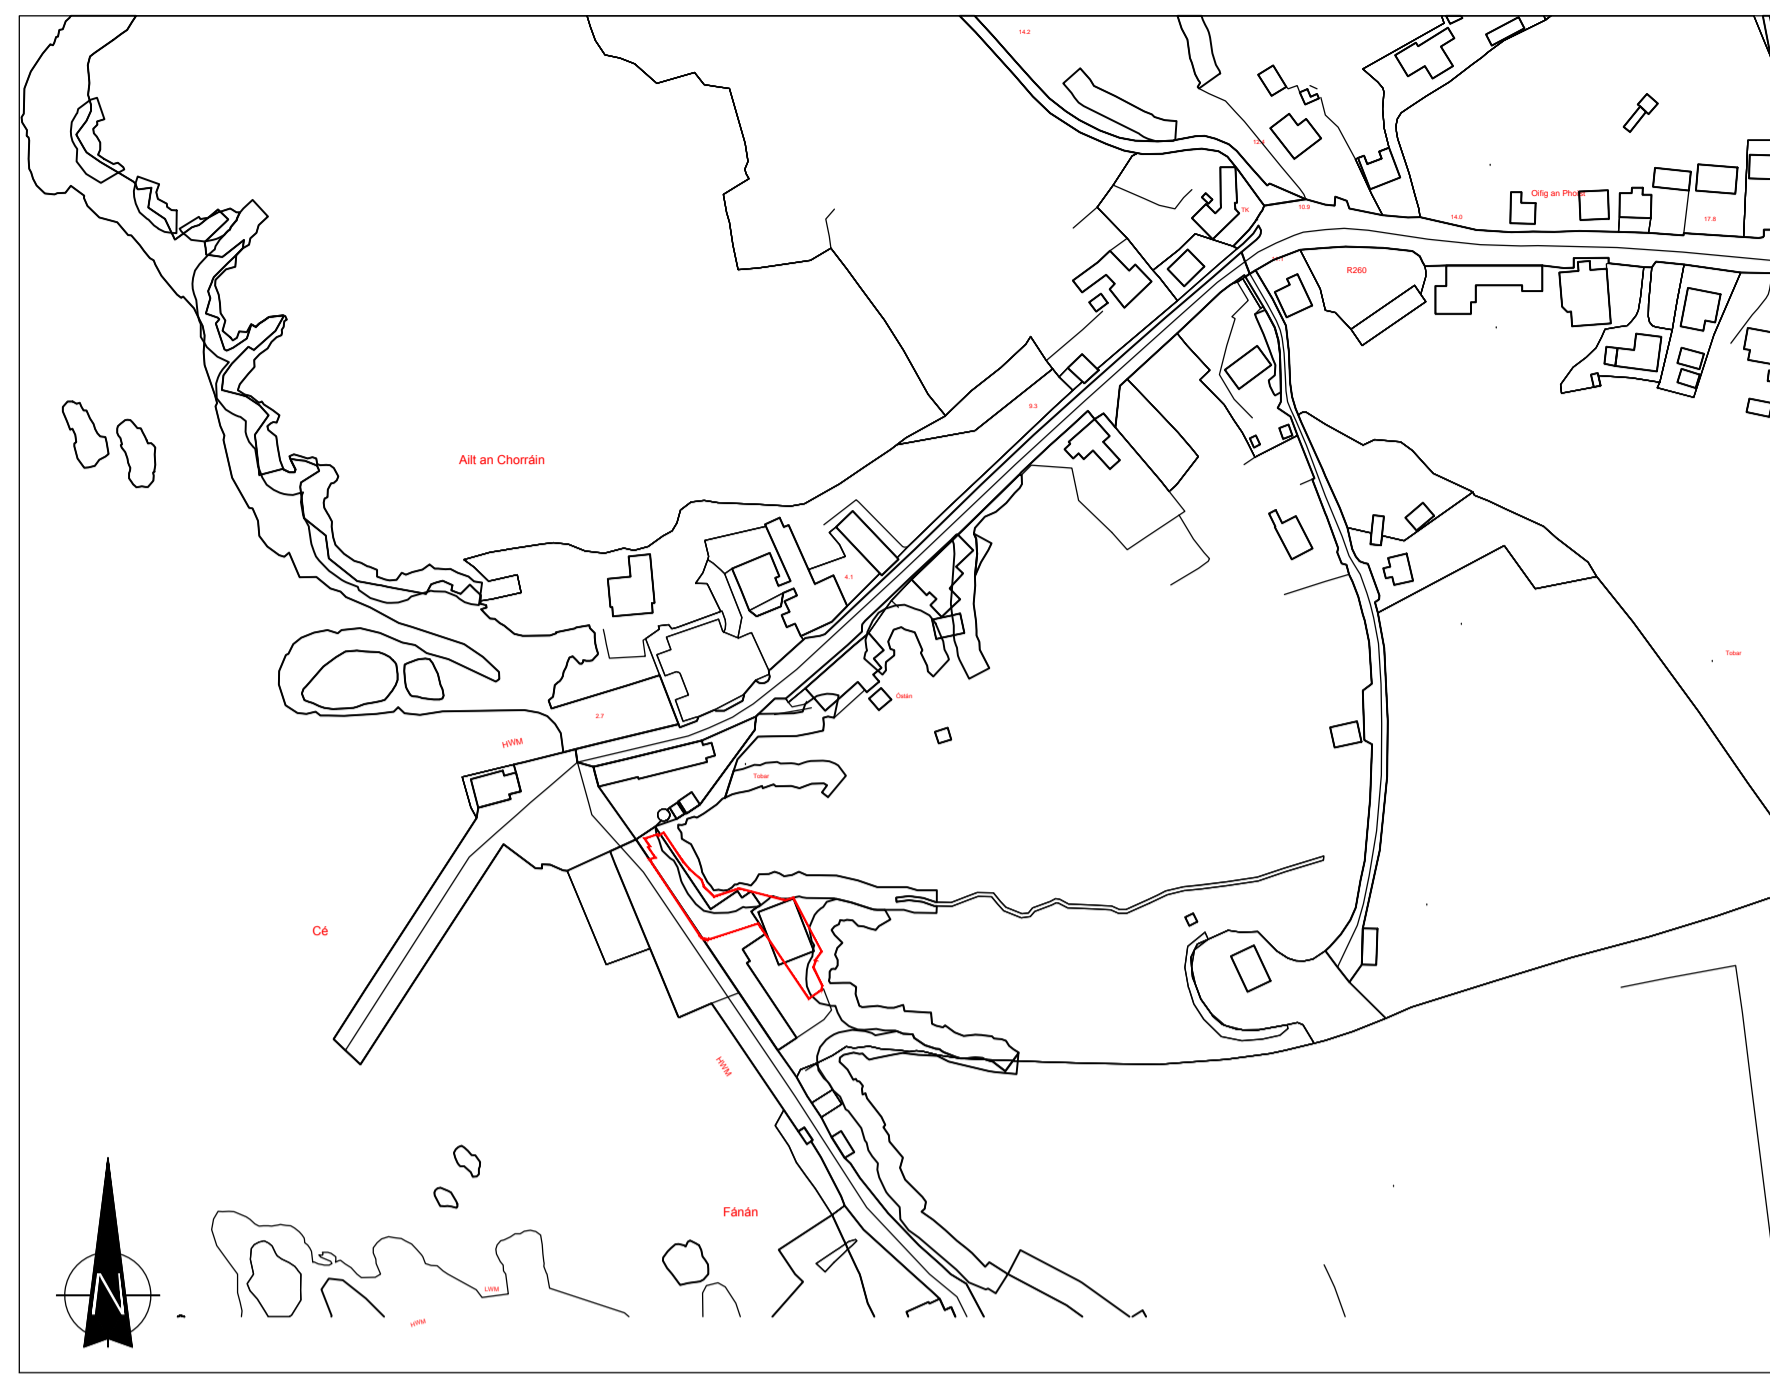 14.2
Oifig an Phoist
TK
10.9
14.0
17.8
R260
9.3
Ailt an Chorráin
4.1
Tobar
Óstán
2.7
HWM
Tobar
Cé
HWM
Fánán
LWM
HWM
N